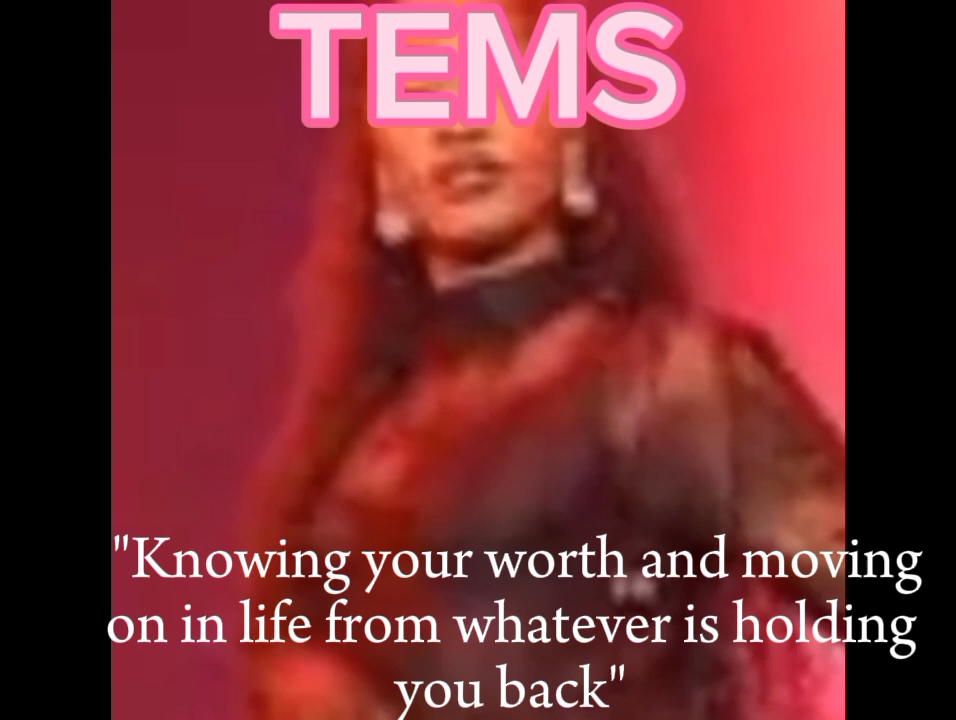 TEMS
"Knowing your worth and moving
on in life from whatever is holding
you back"